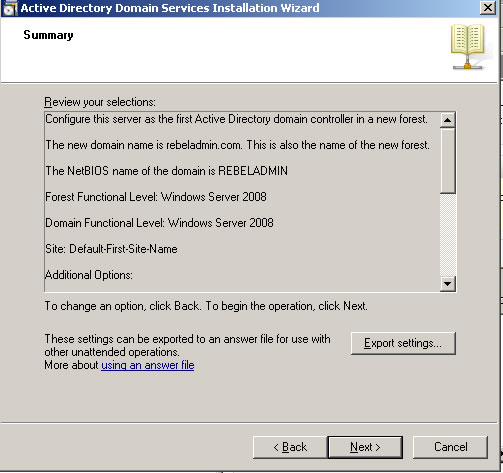 Active Directory Domain Services Installation Wizard
Summary
Review your selections:
Configure this server as the first Active Directory domain controller in a new forest.
The new domain name is rebeladmin.com. This is also the name of the new forest.
The NetBIOS name of the domain is REBELADMIN
Forest Functional Level: Windows Server 2008
Domain Functional Level: Windows Server 2008
Site: Default-First-Site-Name
Additional Options:
To change an option, click Back. To begin the operation, click Next.
These settings can be exported to an answer file for use with
other unattended operations.
More about using an answer file
Export settings...
< Back
Next >
Cancel